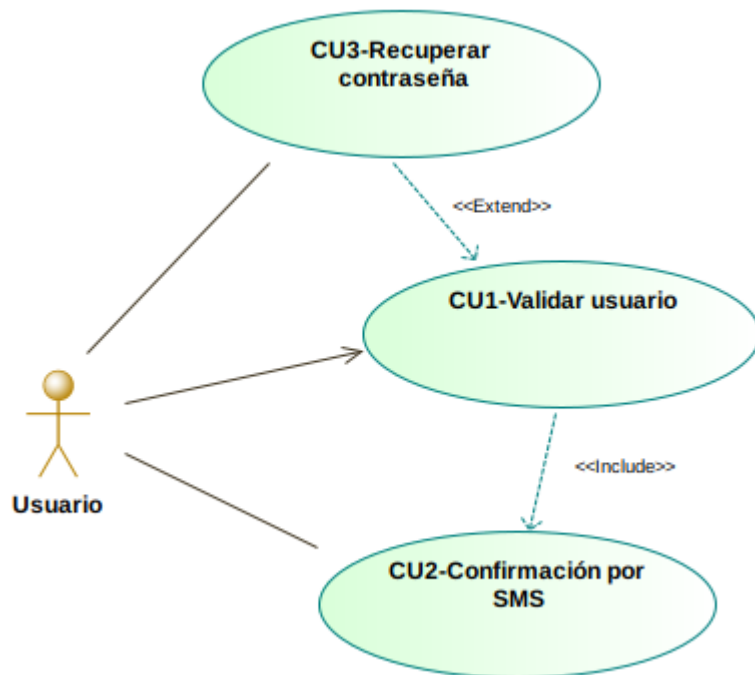 CU3-Recuperar
contraseña
<<Extend>>
CU1-Validar usuario
<<Include>>
Usuario
CU2-Confirmación por
SMS